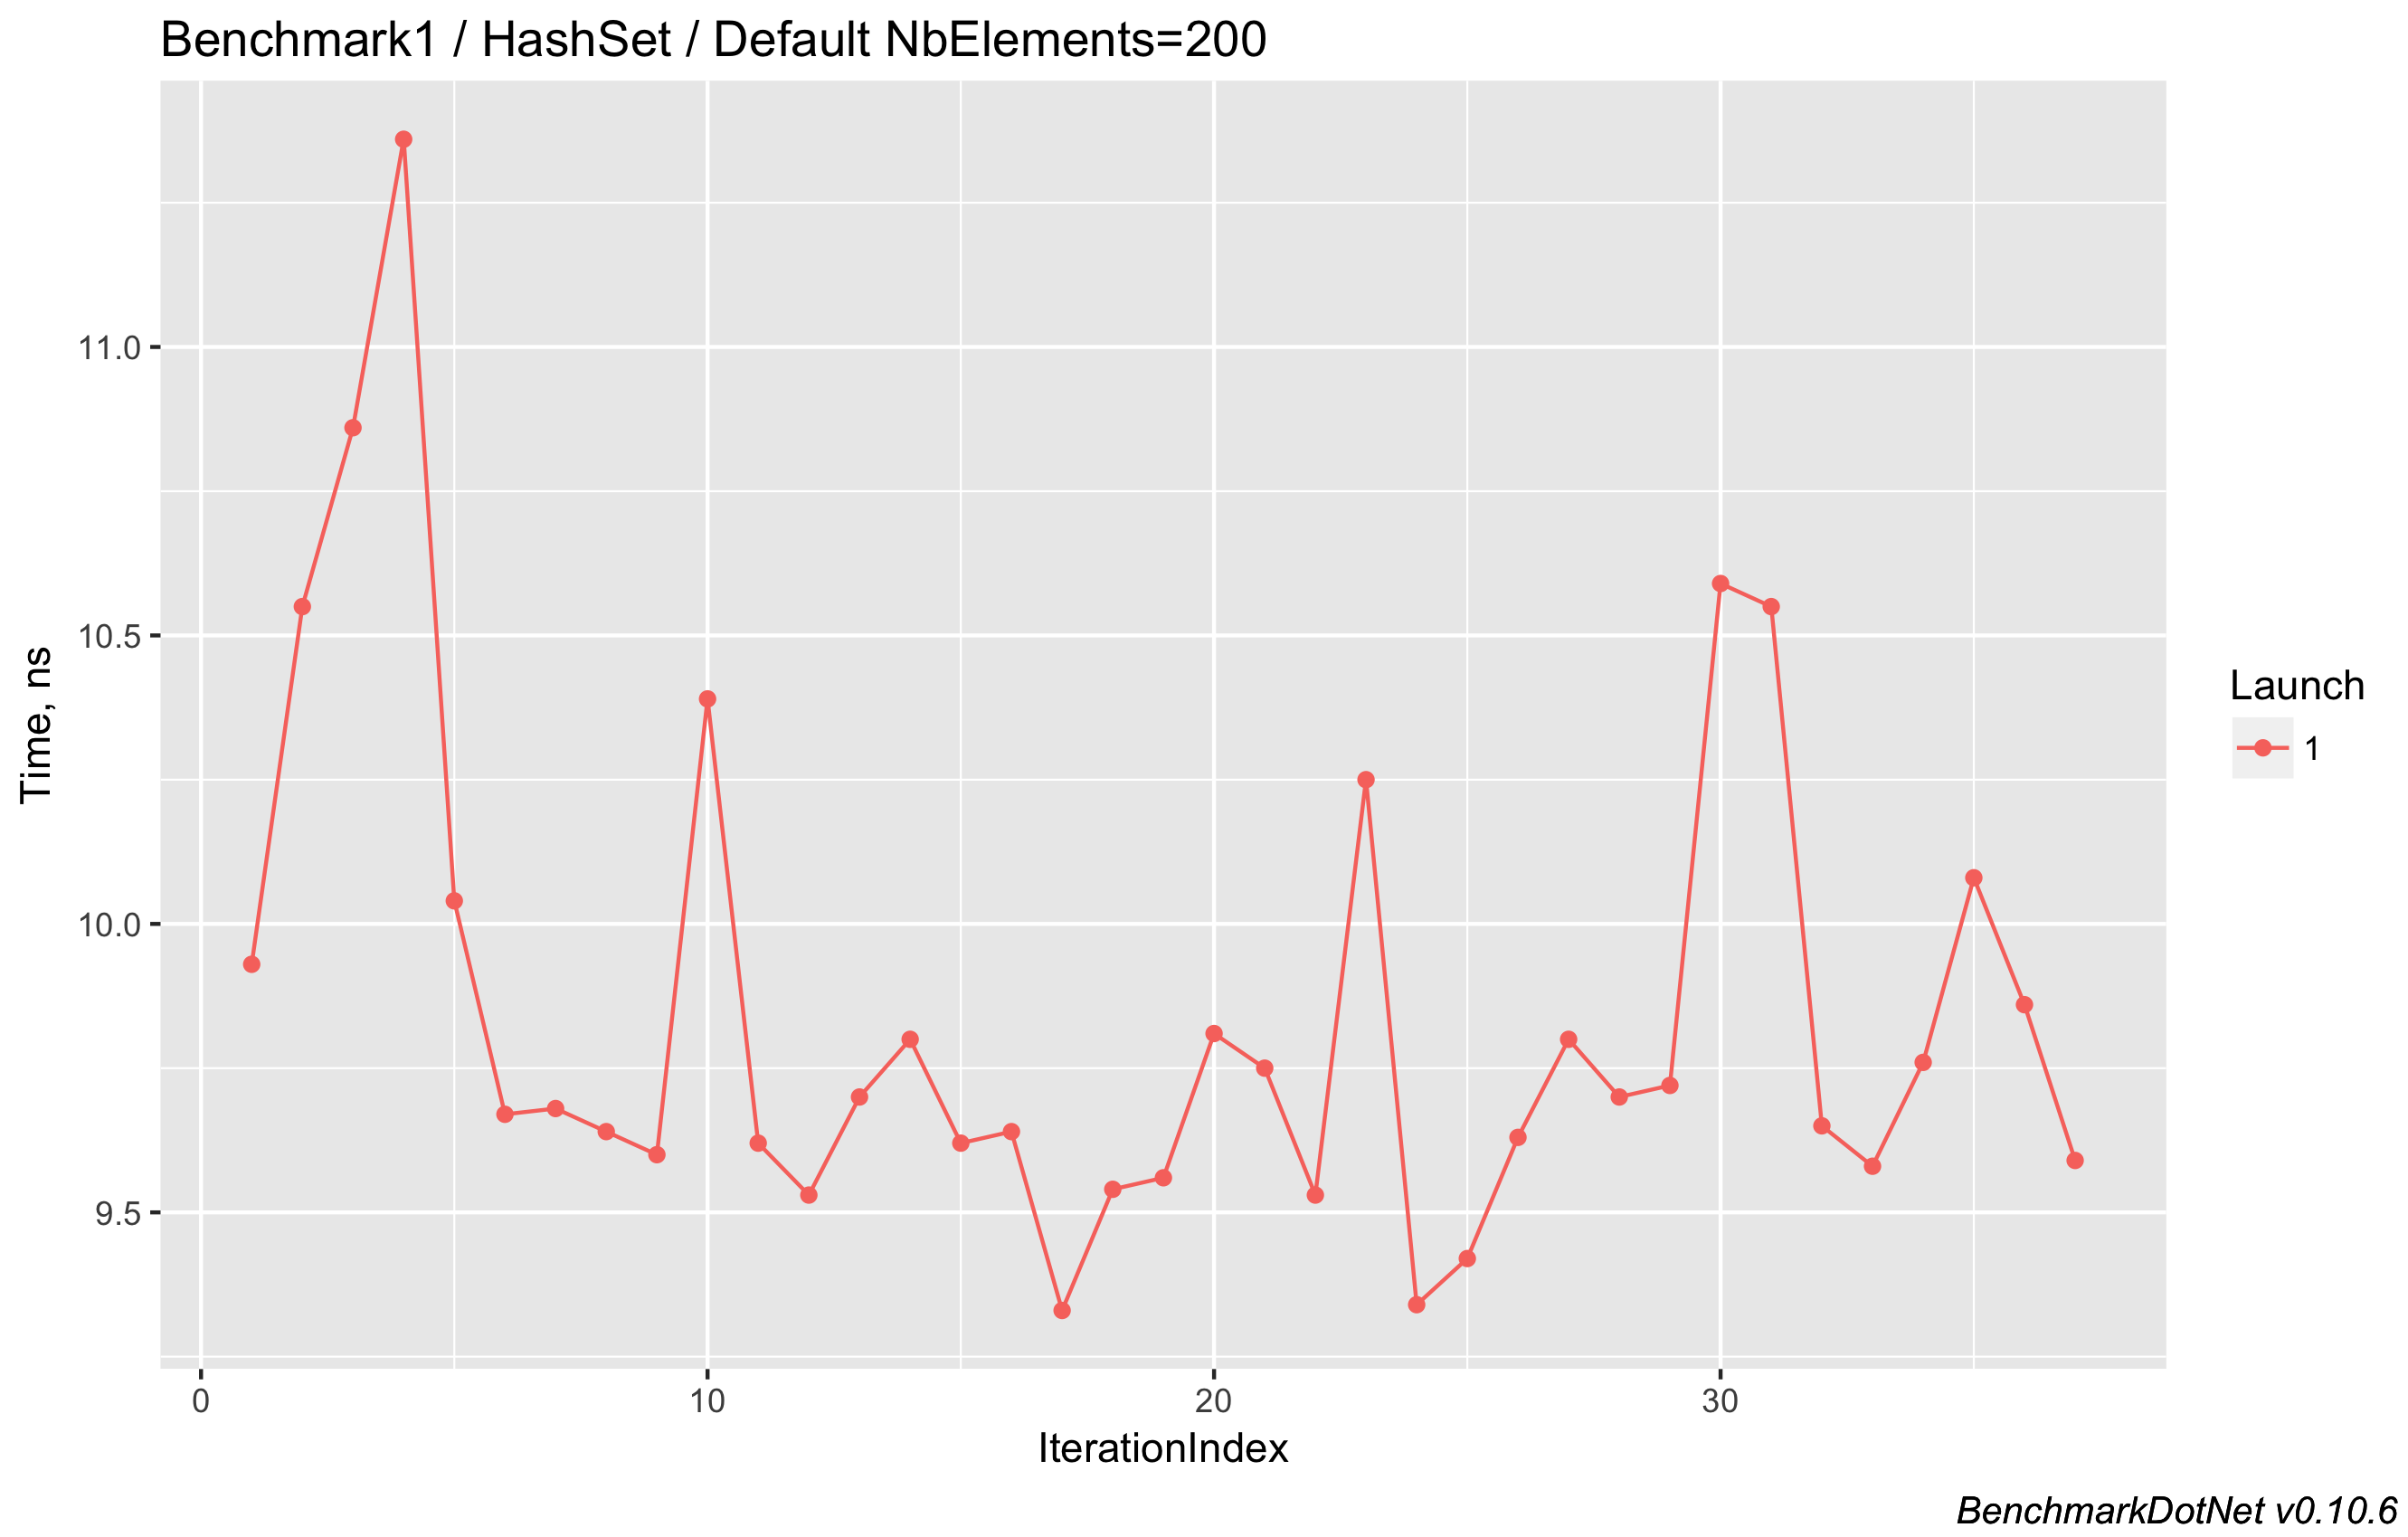 Benchmark1 / HashSet / Default NbElements=200
Time, ns
11.0
10.5
10.0
9.5
0 10 20 30
IterationIndex
Launch
1
BenchmarkDotNet v0.10.6